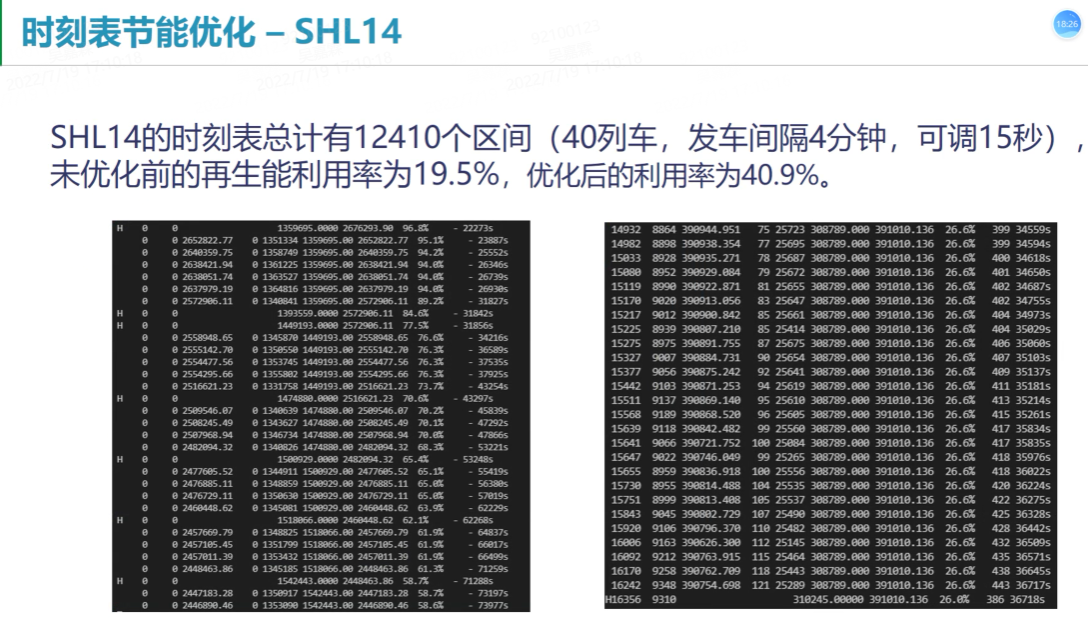 时刻表节能优化 – SHL14
18:26
92100123
2022/7/19 17:10:18
2022/7/19 17:10:18
2022/7/19 17:10:18
SHL14的时刻表总计有12410个区间（40列车，发车间隔4分钟，可调15秒），
未优化前的再生能利用率为19.5%，优化后的利用率为40.9%。
H 0 0 1359695.0000 2676293.90 96.8% - 22273s
0 0 2652822.77 0 1351334 1359695.00 2652822.77 95.1% - 23887s
0 0 2640359.75 0 1358749 1359695.00 2640359.75 94.2% - 25552s
0 0 2638421.94 0 1361225 1359695.00 2638421.94 94.0% - 26346s
0 0 2638051.74 0 1363527 1359695.00 2638051.74 94.0% - 26739s
0 0 2637979.19 0 1364816 1359695.00 2637979.19 94.0% - 26930s
0 0 2572906.11 0 1340841 1359695.00 2572906.11 89.2% - 31827s
H 0 0 1393559.0000 2572906.11 84.6% - 31842s
H 0 0 1449193.0000 2572906.11 77.5% - 31856s
0 0 2558948.65 0 1345870 1449193.00 2558948.65 76.6% - 34216s
0 0 2555142.70 0 1350550 1449193.00 2555142.70 76.3% - 36589s
0 0 2554477.56 0 1353745 1449193.00 2554477.56 76.3% - 37535s
0 0 2554295.66 0 1355802 1449193.00 2554295.66 76.3% - 37925s
0 0 2516621.23 0 1331758 1449193.00 2516621.23 73.7% - 43254s
H 0 0 1474880.0000 2516621.23 70.6% - 43297s
0 0 2509546.07 0 1340639 1474880.00 2509546.07 70.2% - 45839s
0 0 2508245.49 0 1343627 1474880.00 2508245.49 70.1% - 47292s
0 0 2507968.94 0 1346734 1474880.00 2507968.94 70.0% - 47866s
0 0 2482094.32 0 1340826 1474880.00 2482094.32 68.3% - 53221s
H 0 0 1500929.0000 2482094.32 65.4% - 53248s
0 0 2477605.52 0 1344911 1500929.00 2477605.52 65.1% - 55419s
0 0 2476885.11 0 1348859 1500929.00 2476885.11 65.0% - 56380s
0 0 2476729.11 0 1350630 1500929.00 2476729.11 65.0% - 57019s
0 0 2460448.62 0 1345081 1500929.00 2460448.62 63.9% - 62229s
H 0 0 1518066.0000 2460448.62 62.1% - 62268s
0 0 2457669.79 0 1348825 1518066.00 2457669.79 61.9% - 64837s
0 0 2457105.45 0 1351799 1518066.00 2457105.45 61.9% - 66017s
0 0 2457011.39 0 1353432 1518066.00 2457011.39 61.9% - 66499s
0 0 2448463.86 0 1345185 1518066.00 2448463.86 61.3% - 71259s
H 0 0 1542443.0000 2448463.86 58.7% - 71288s
0 0 2447183.28 0 1350917 1542443.00 2447183.28 58.7% - 73197s
0 0 2446890.46 0 1353090 1542443.00 2446890.46 58.6% - 73977s
14932 8864 390944.951 75 25723 308789.000 391010.136 26.6% 399 34559s
14982 8898 390938.354 77 25695 308789.000 391010.136 26.6% 399 34594s
15033 8928 390935.271 78 25687 308789.000 391010.136 26.6% 400 34618s
15080 8952 390929.084 79 25672 308789.000 391010.136 26.6% 401 34650s
15119 8990 390922.871 81 25655 308789.000 391010.136 26.6% 402 34687s
15170 9020 390913.056 83 25647 308789.000 391010.136 26.6% 402 34755s
15217 9012 390900.842 85 25661 308789.000 391010.136 26.6% 404 34973s
15225 8939 390807.210 85 25414 308789.000 391010.136 26.6% 404 35029s
15275 8975 390891.755 87 25675 308789.000 391010.136 26.6% 406 35060s
15327 9007 390884.731 90 25654 308789.000 391010.136 26.6% 407 35103s
15377 9056 390875.242 92 25641 308789.000 391010.136 26.6% 409 35137s
15442 9103 390871.253 94 25619 308789.000 391010.136 26.6% 411 35181s
15511 9137 390869.140 95 25610 308789.000 391010.136 26.6% 413 35214s
15568 9189 390868.520 96 25605 308789.000 391010.136 26.6% 415 35261s
15639 9118 390842.482 99 25560 308789.000 391010.136 26.6% 417 35834s
15641 9066 390721.752 100 25084 308789.000 391010.136 26.6% 417 35835s
15647 9022 390746.049 99 25265 308789.000 391010.136 26.6% 418 35976s
15655 8959 390836.918 100 25556 308789.000 391010.136 26.6% 418 36022s
15730 8955 390814.488 104 25535 308789.000 391010.136 26.6% 420 36224s
15751 8999 390813.408 105 25537 308789.000 391010.136 26.6% 422 36275s
15843 9045 390802.729 107 25490 308789.000 391010.136 26.6% 425 36328s
15920 9106 390796.370 110 25482 308789.000 391010.136 26.6% 428 36442s
16006 9163 390626.300 112 25145 308789.000 391010.136 26.6% 432 36509s
16092 9212 390763.915 115 25464 308789.000 391010.136 26.6% 435 36571s
16170 9258 390762.709 118 25443 308789.000 391010.136 26.6% 438 36645s
16242 9348 390754.698 121 25289 308789.000 391010.136 26.6% 443 36717s
H16356 9310 310245.00000 391010.136 26.0% 386 36718s